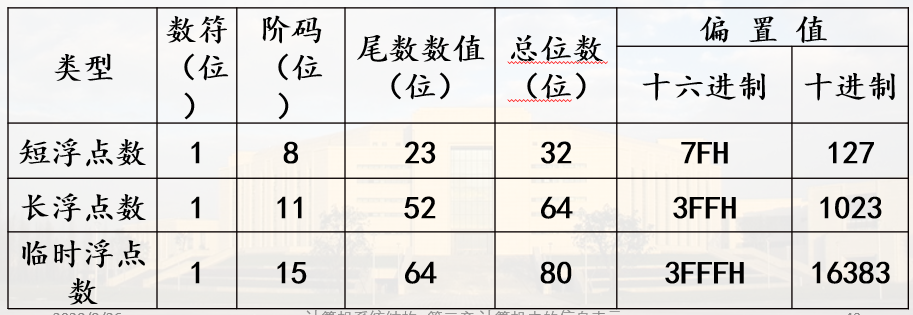 类型 数符（位） 阶码（位） 尾数数值（位） 总位数（位） 偏置值
十六进制 十进制
短浮点数 1 8 23 32 7FH 127
长浮点数 1 11 52 64 3FFH 1023
临时浮点数 1 15 64 80 3FFFH 16383